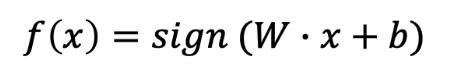 f(x) = sign (W · x + b)